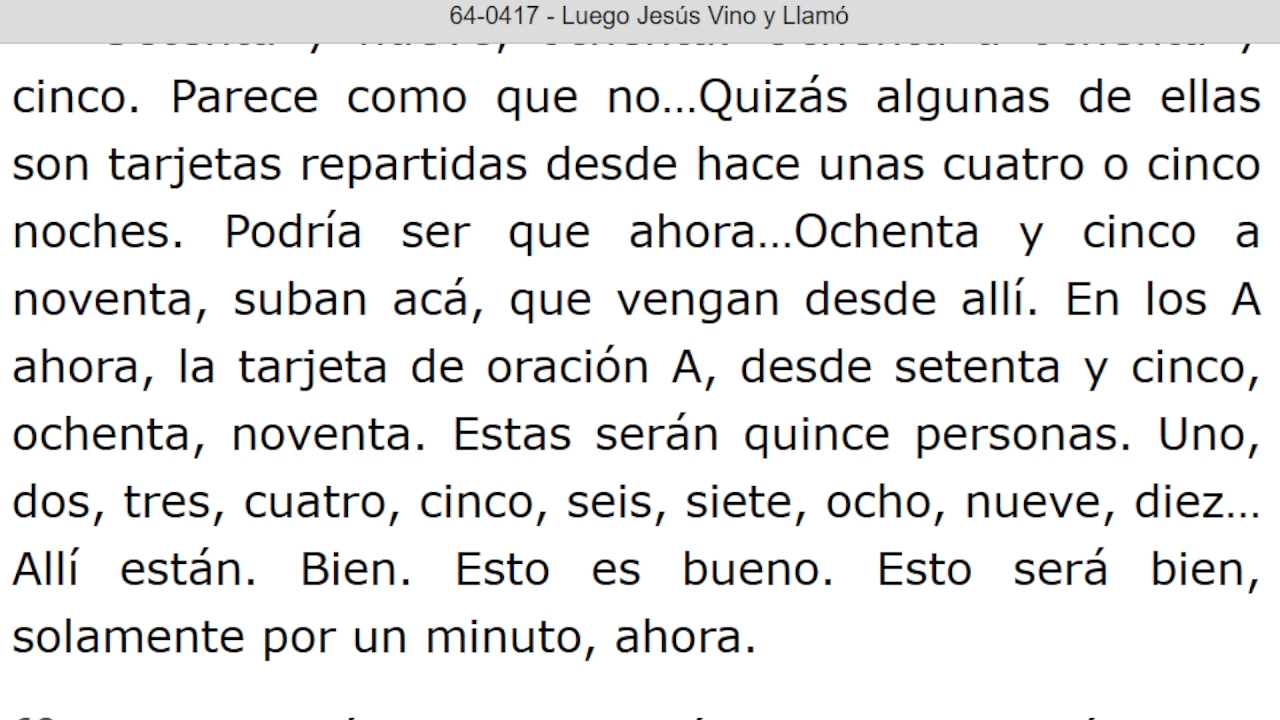 64-0417 - Luego Jesús Vino y Llamó
cinco. Parece como que no...Quizás algunas de ellas
son tarjetas repartidas desde hace unas cuatro o cinco
noches. Podría ser que ahora...Ochenta y cinco a
noventa, suban acá, que vengan desde allí. En los A
ahora, la tarjeta de oración A, desde setenta y cinco,
ochenta, noventa. Estas serán quince personas. Uno,
dos, tres, cuatro, cinco, seis, siete, ocho, nueve, diez...
Allí están. Bien. Esto es bueno. Esto será bien,
solamente por un minuto, ahora.